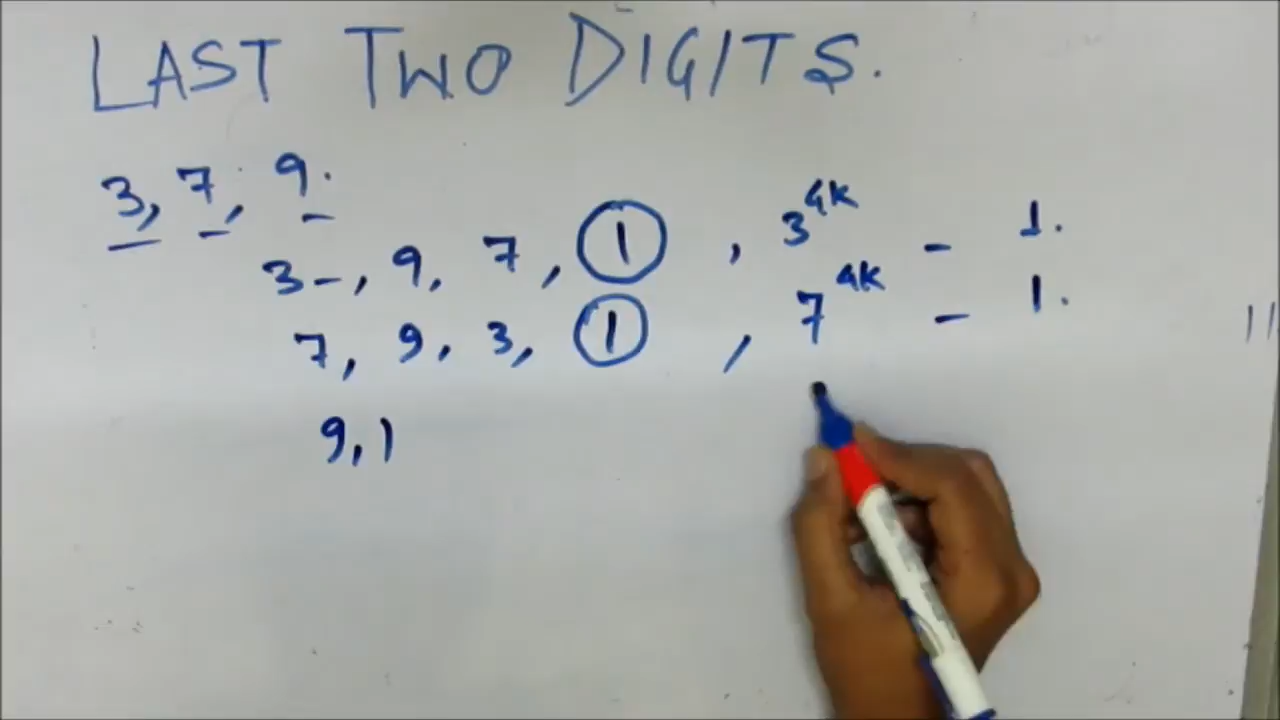 LAST TWO DIGITS.
3, 7, 9.
3-, 9, 7, 1 , 3^4K - 1.
7, 9, 3, 1 , 7^4K - 1.
9, 1